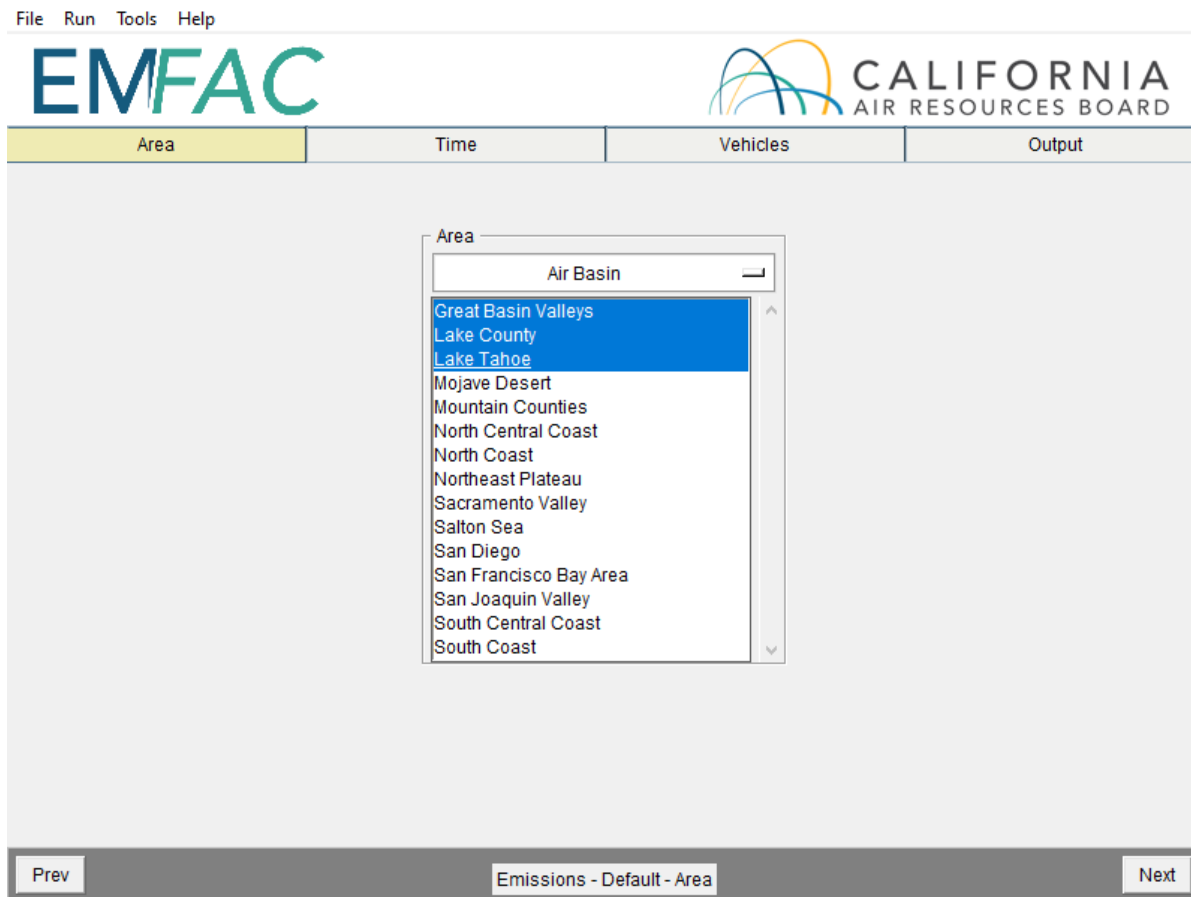 File Run Tools Help
EMFAC
CALIFORNIA
AIR RESOURCES BOARD
Area Time Vehicles Output
Area
Air Basin
Great Basin Valleys
Lake County
Lake Tahoe
Mojave Desert
Mountain Counties
North Central Coast
North Coast
Northeast Plateau
Sacramento Valley
Salton Sea
San Diego
San Francisco Bay Area
San Joaquin Valley
South Central Coast
South Coast
Prev Emissions - Default - Area Next